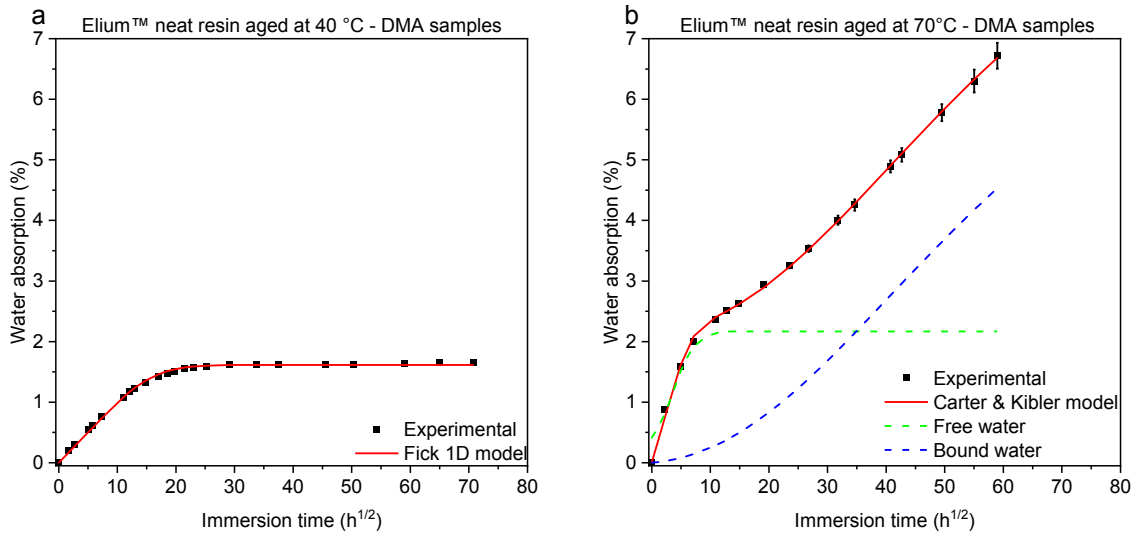 a
Elium™ neat resin aged at 40 °C - DMA samples
7
6
5
4
3
2
1
0
Water absorption (%)
Experimental
Fick 1D model
0 10 20 30 40 50 60 70 80
Immersion time (h1/2)
b
Elium™ neat resin aged at 70°C - DMA samples
7
6
5
4
3
2
1
0
Water absorption (%)
Experimental
Carter & Kibler model
Free water
Bound water
0 10 20 30 40 50 60 70 80
Immersion time (h1/2)